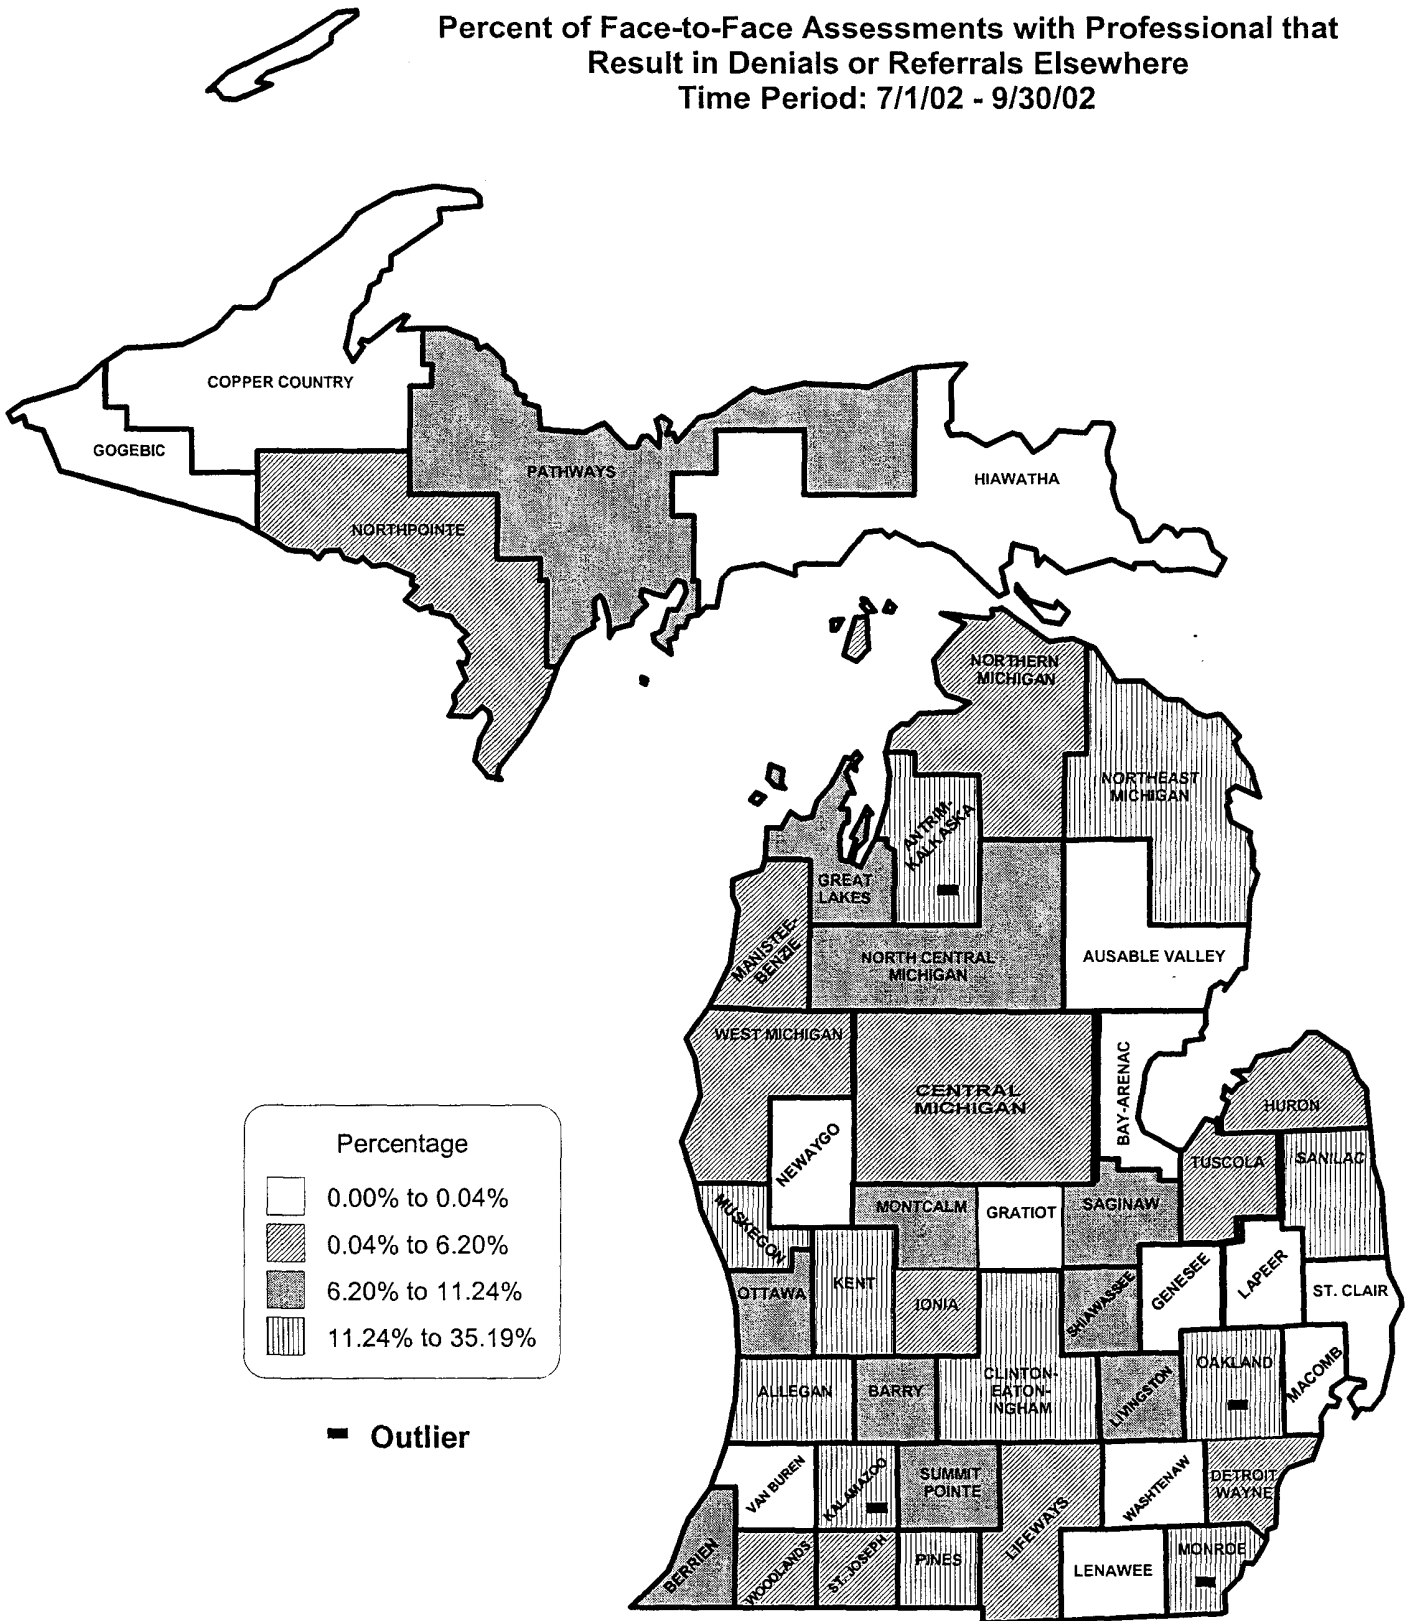 Percent of Face-to-Face Assessments with Professional that
Result in Denials or Referrals Elsewhere
Time Period: 7/1/02 - 9/30/02
COPPER COUNTRY
GOGEBIC
PATHWAYS
HIAWATHA
NORTHPOINTE
NORTHERN
MICHIGAN
NORTHEAST
MICHIGAN
ANTRIM-
KALKASKA
GREAT
LAKES
MANISTEE-
BENZIE
NORTH CENTRAL
MICHIGAN
AUSABLE VALLEY
WEST MICHIGAN
CENTRAL
MICHIGAN
BAY-ARENAC
HURON
NEWAYGO
TUSCOLA
SANILAC
MUSKEGON
MONTCALM
GRATIOT
SAGINAW
OTTAWA
KENT
IONIA
SHIAWASSEE
GENESEE
LAPEER
ST. CLAIR
ALLEGAN
BARRY
CLINTON-
EATON-
INGHAM
LIVINGSTON
OAKLAND
MACOMB
VAN BUREN
KALAMAZOO
SUMMIT
POINTE
LIFEWAYS
WASHTENAW
DETROIT
WAYNE
BERRIEN
WOODLANDS
ST. JOSEPH
PINES
LENAWEE
MONROE
Percentage
0.00% to 0.04%
0.04% to 6.20%
6.20% to 11.24%
11.24% to 35.19%
Outlier